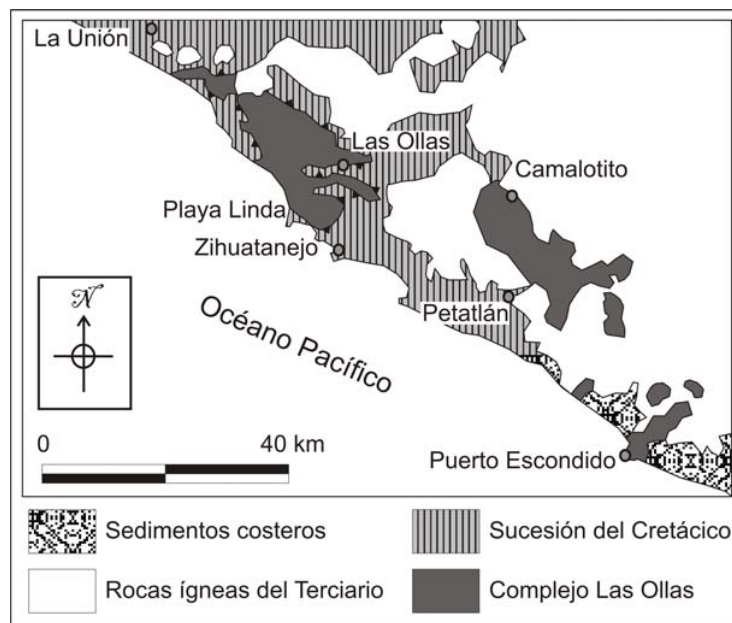 La Unión
Las Ollas
Camalotito
Playa Linda
Zihuatanejo
Petatlán
N
Océano Pacífico
0 40 km
Puerto Escondido
Sedimentos costeros
Sucesión del Cretácico
Rocas ígneas del Terciario
Complejo Las Ollas